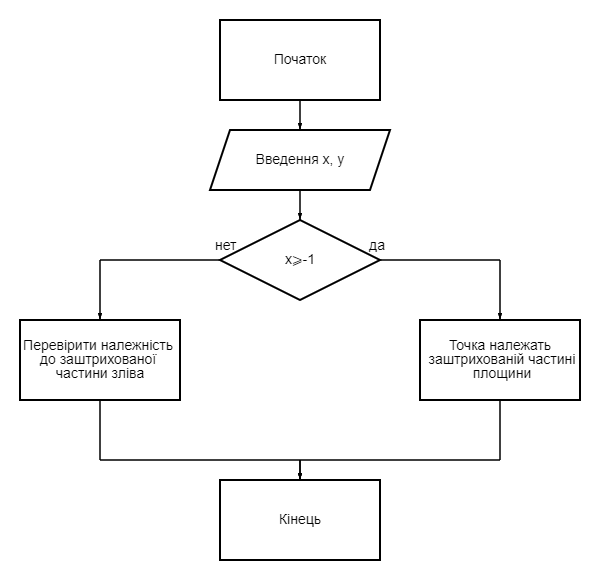 Початок
Введення x, y
нет
да
x⩾-1
Перевірити належність
до заштрихованої
частини зліва
Точка належать
заштрихованій частині
площини
Кінець